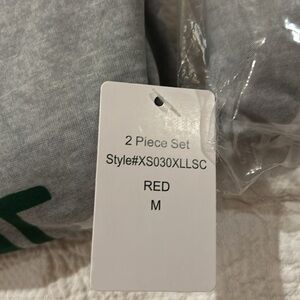 2 Piece Set
Style#XS030XLLSC
RED
M